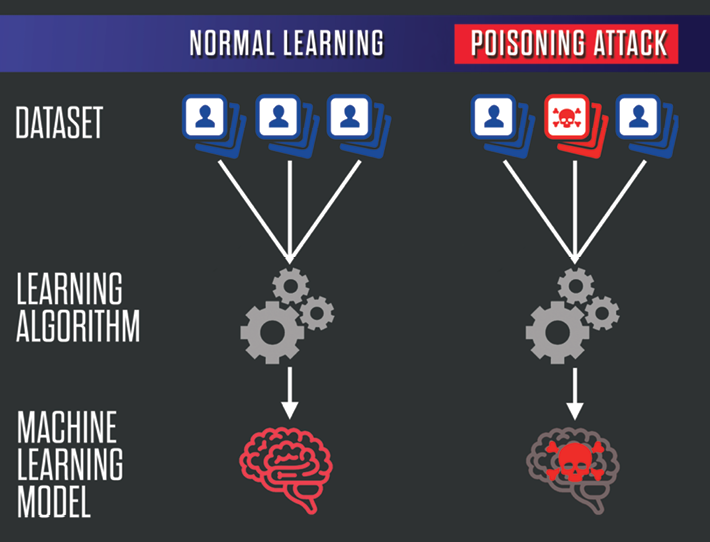 NORMAL LEARNING
POISONING ATTACK
DATASET
LEARNING
ALGORITHM
MACHINE
LEARNING
MODEL